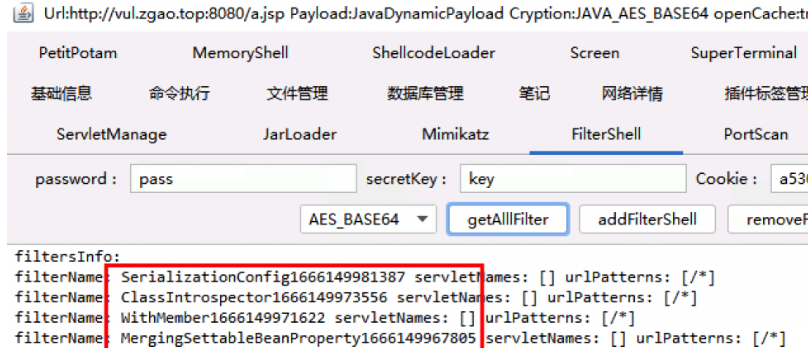 Url:http://vul.zgao.top:8080/a.jsp Payload:JavaDynamicPayload Cryption:JAVA_AES_BASE64 openCache:t
PetitPotam MemoryShell ShellcodeLoader Screen SuperTerminal
基础信息 命令执行 文件管理 数据库管理 笔记 网络详情 插件标签管理
ServletManage JarLoader Mimikatz FilterShell PortScan
password : pass secretKey : key Cookie : a530
AES_BASE64 getAllFilter addFilterShell removeF
filtersInfo:
filterName: SerializationConfig1666149981387 servletNames: [] urlPatterns: [/*]
filterName: ClassIntrospector1666149973556 servletNames: [] urlPatterns: [/*]
filterName: WithMember1666149971622 servletNames: [] urlPatterns: [/*]
filterName: MergingSettableBeanProperty1666149967805 servletNames: [] urlPatterns: [/*]